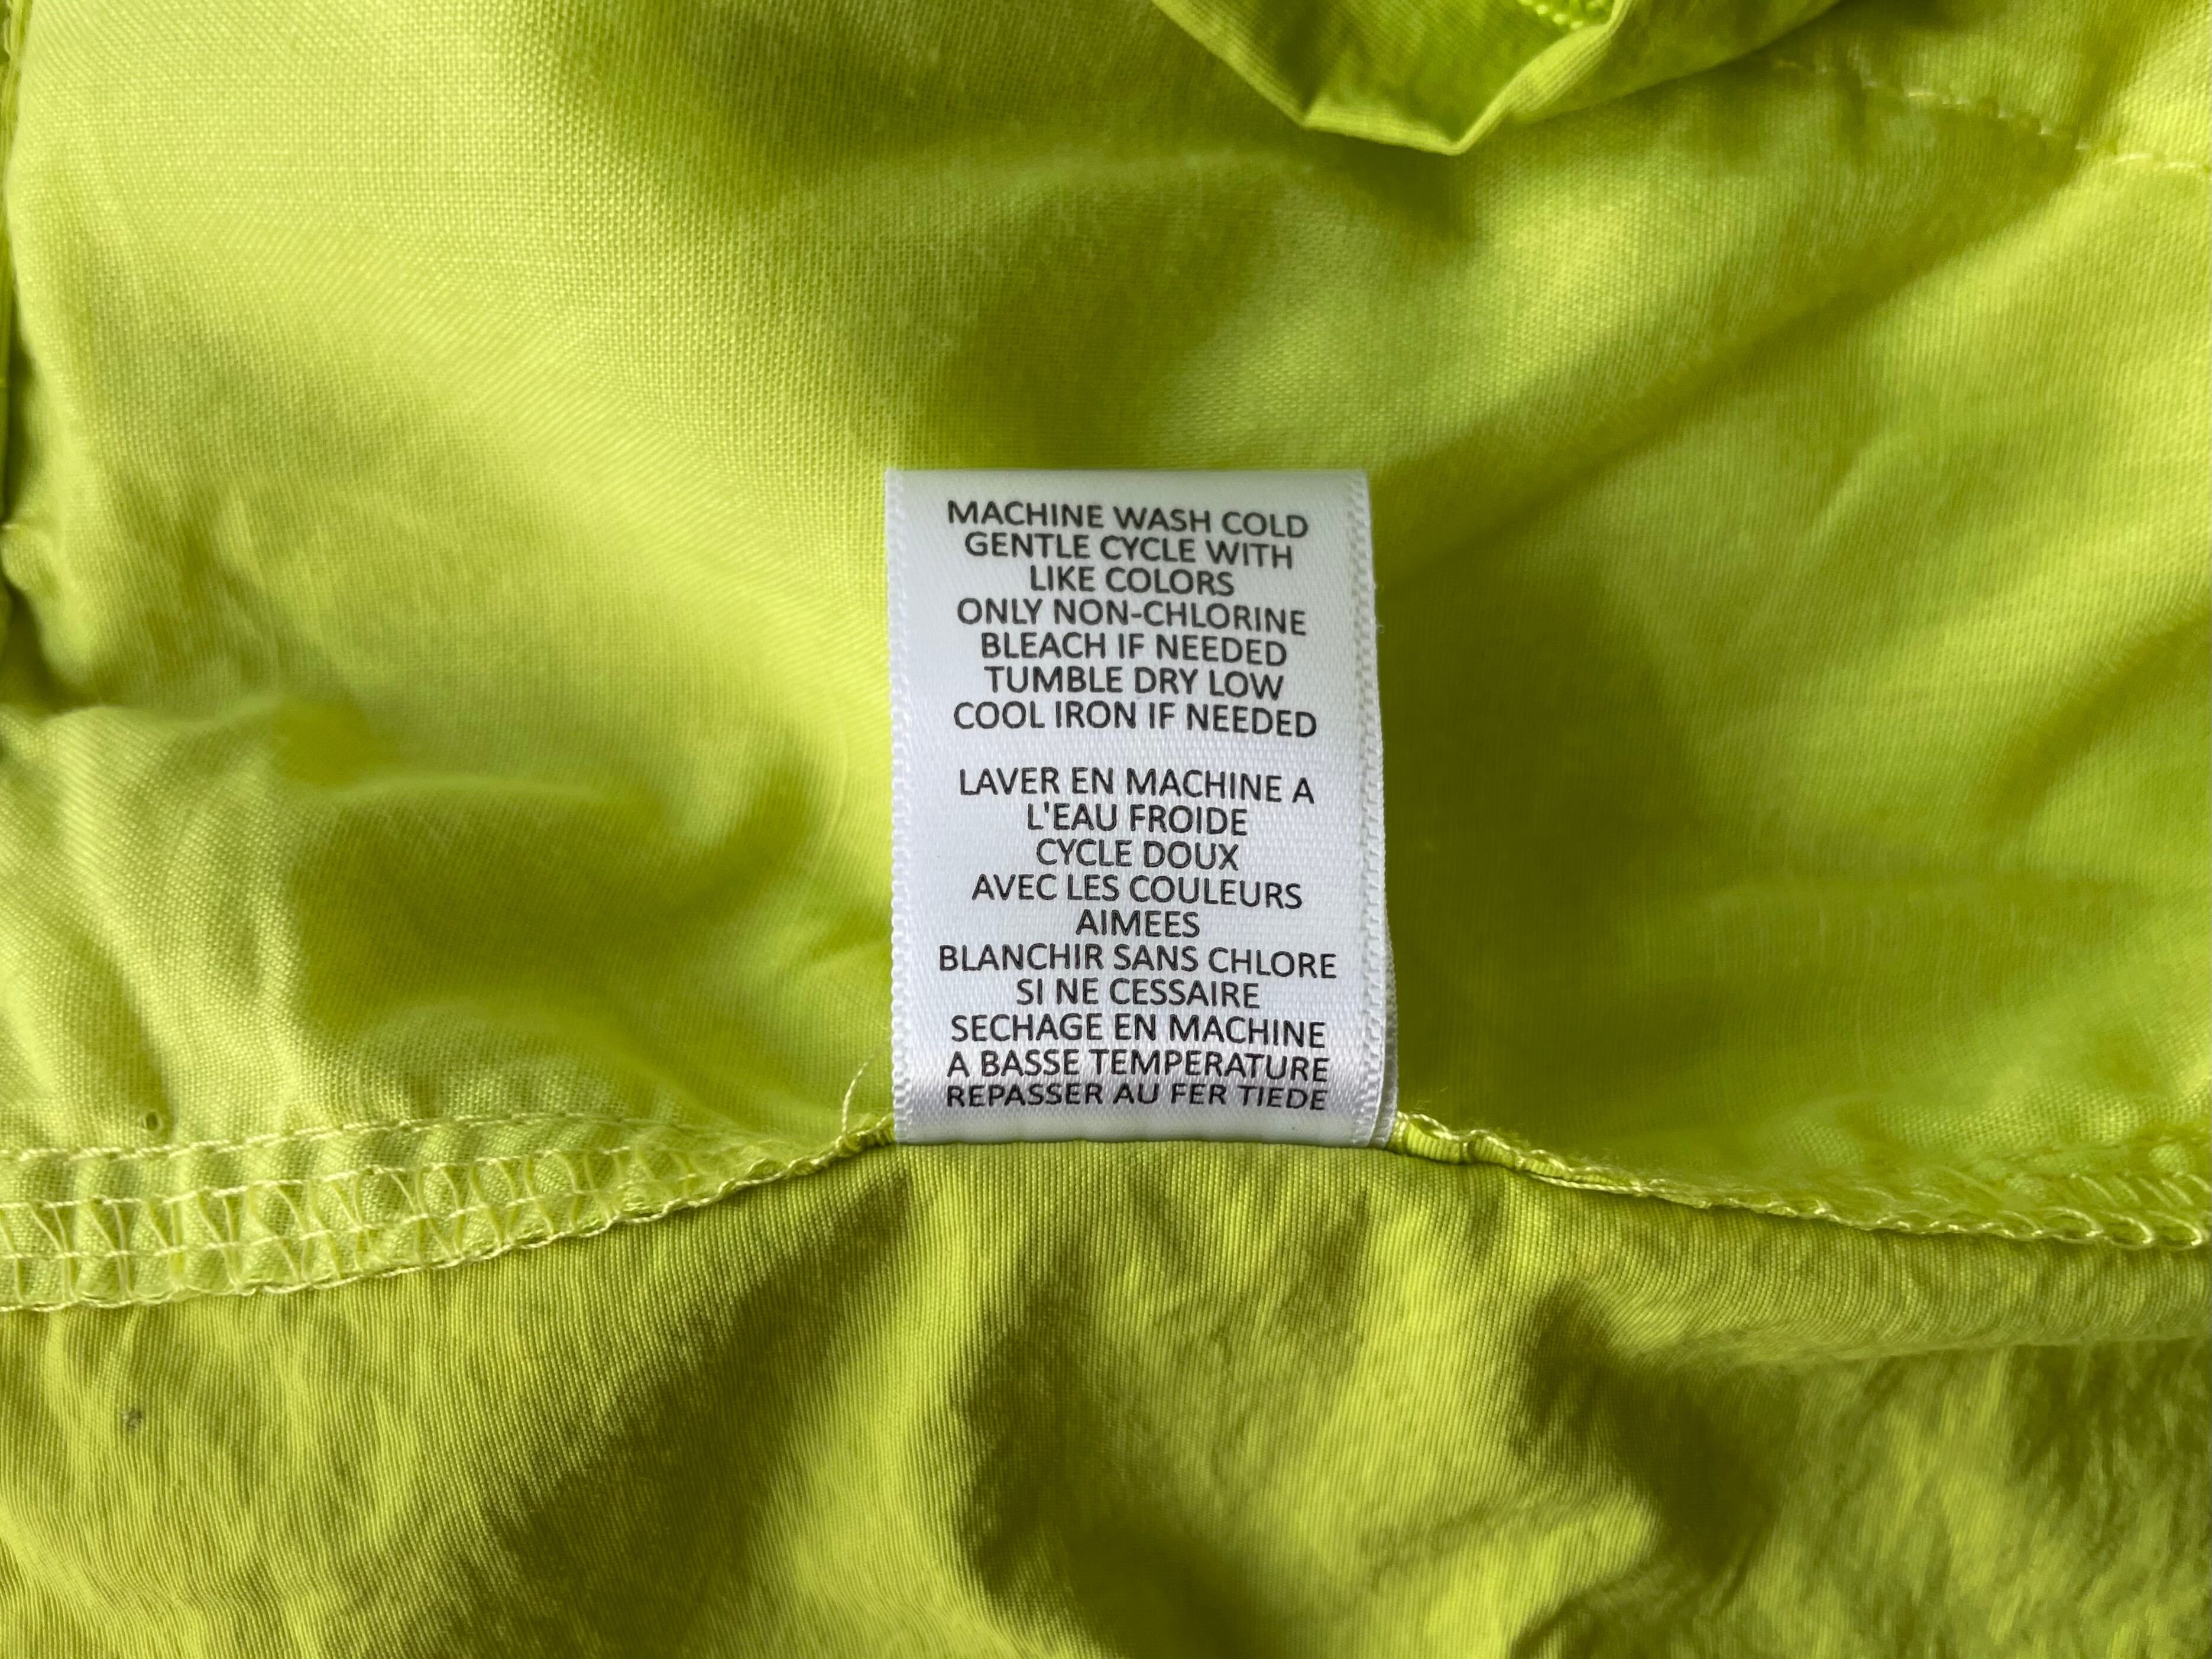 MACHINE WASH COLD
GENTLE CYCLE WITH
LIKE COLORS
ONLY NON-CHLORINE
BLEACH IF NEEDED
TUMBLE DRY LOW
COOL IRON IF NEEDED
LAVER EN MACHINE A
L'EAU FROIDE
CYCLE DOUX
AVEC LES COULEURS
AIMEES
BLANCHIR SANS CHLORE
SI NE CESSAIRE
SECHAGE EN MACHINE
A BASSE TEMPERATURE
REPASSER AU FER TIEDE